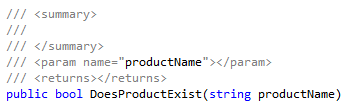 /// <summary>
///
/// </summary>
/// <param name="productName"></param>
/// <returns></returns>
public bool DoesProductExist(string productName)